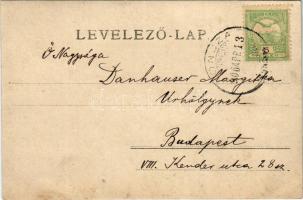 LEVELEZŐ-LAP
Ő Nagysága
Danhauser Margitka
Urhölgynek
Budapest
VIII. Kender utca 28 sz.